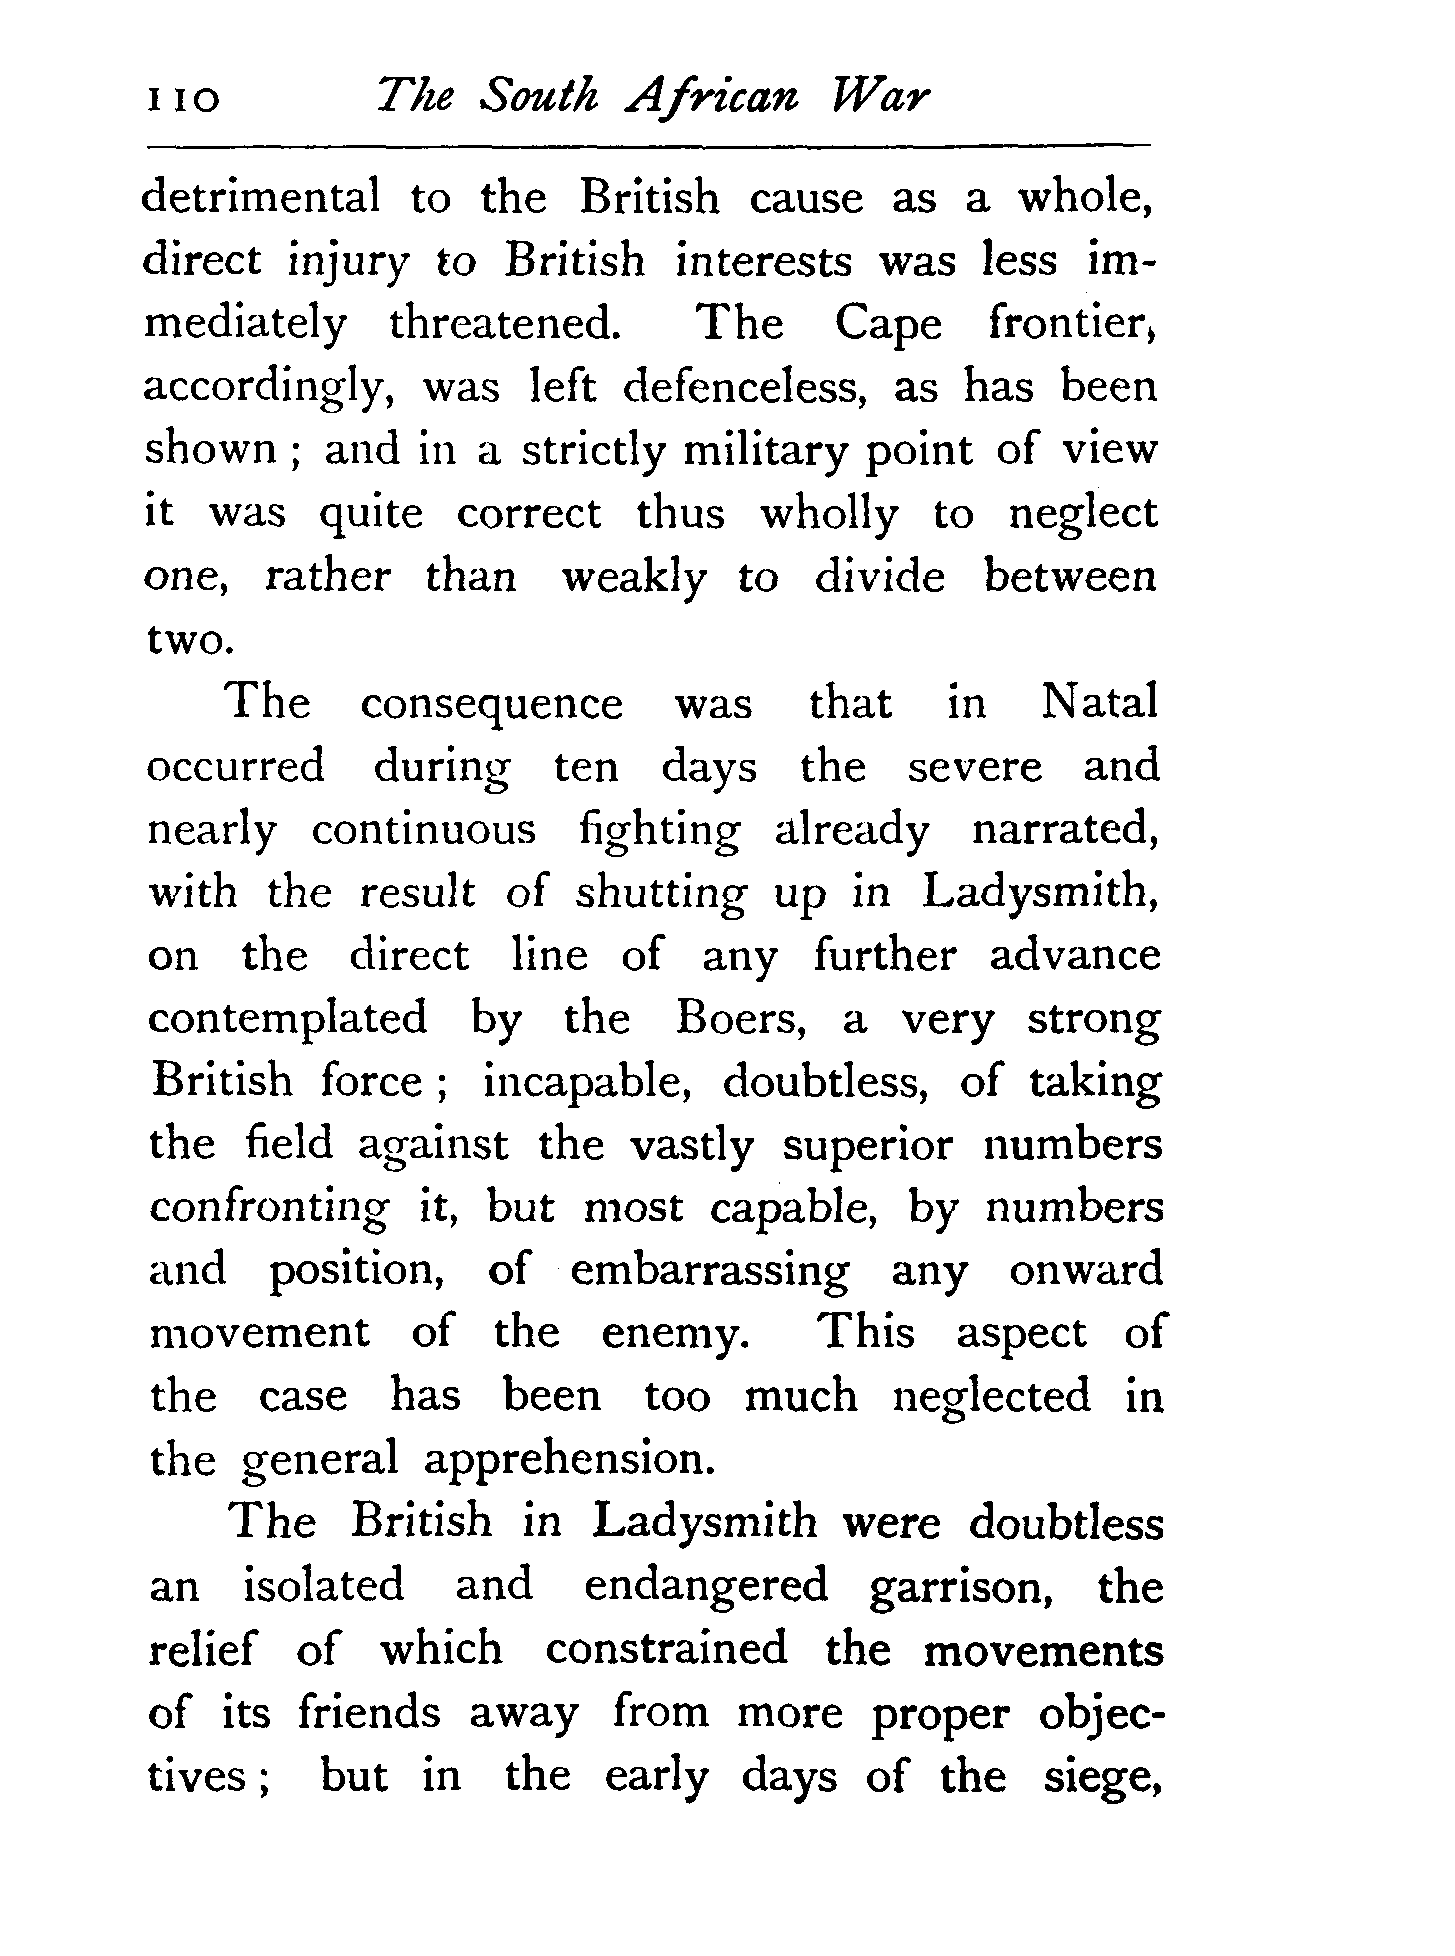 110 The South African War
detrimental to the British cause as a whole,
direct injury to British interests was less im-
mediately threatened. The Cape frontier,
accordingly, was left defenceless, as has been
shown ; and in a strictly military point of view
it was quite correct thus wholly to neglect
one, rather than weakly to divide between
two.
The consequence was that in Natal
occurred during ten days the severe and
nearly continuous fighting already narrated,
with the result of shutting up in Ladysmith,
on the direct line of any further advance
contemplated by the Boers, a very strong
British force ; incapable, doubtless, of taking
the field against the vastly superior numbers
confronting it, but most capable, by numbers
and position, of embarrassing any onward
movement of the enemy. This aspect of
the case has been too much neglected in
the general apprehension.
The British in Ladysmith were doubtless
an isolated and endangered garrison, the
relief of which constrained the movements
of its friends away from more proper objec-
tives ; but in the early days of the siege,